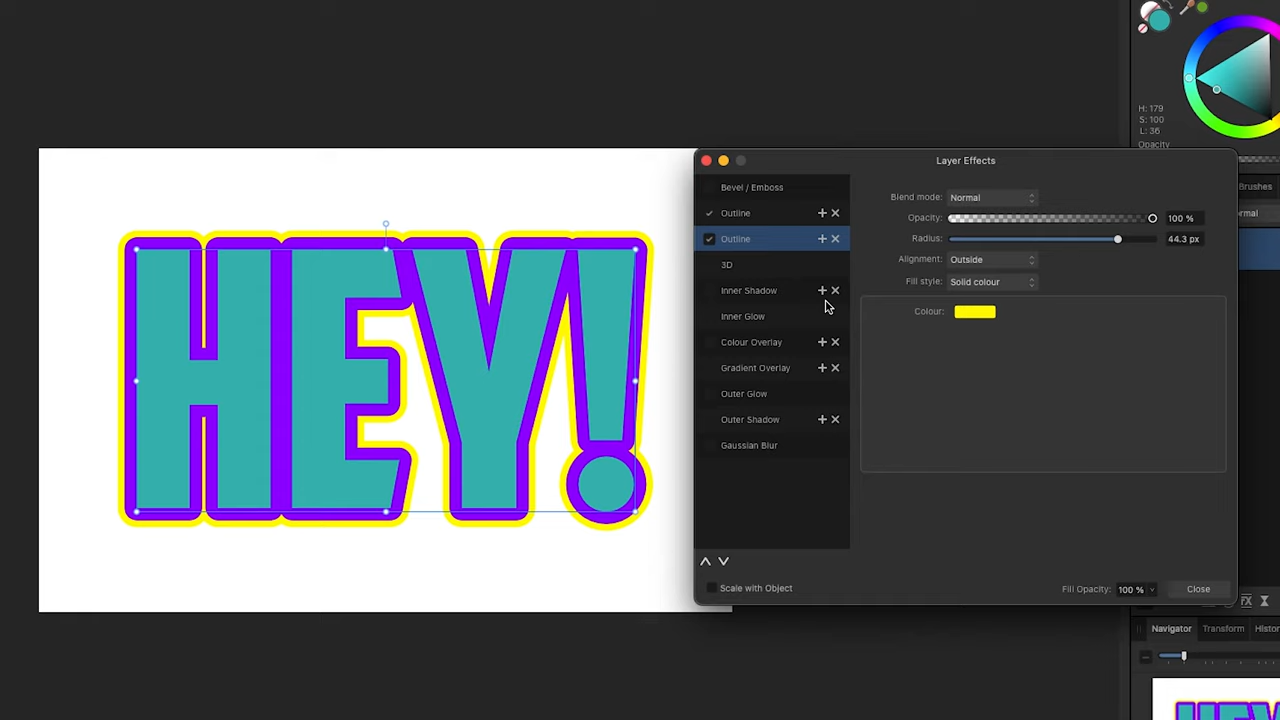 HEY!
Layer Effects
Bevel / Emboss
Outline
Outline
3D
Inner Shadow
Inner Glow
Colour Overlay
Gradient Overlay
Outer Glow
Outer Shadow
Gaussian Blur
Scale with Object
Blend mode: Normal
Opacity: 100 %
Radius: 44.3 px
Alignment: Outside
Fill style: Solid colour
Colour:
Fill Opacity: 100 % Close
H: 179
S: 100
L: 36
Opacity
Brushes
Navigator Transform Histor